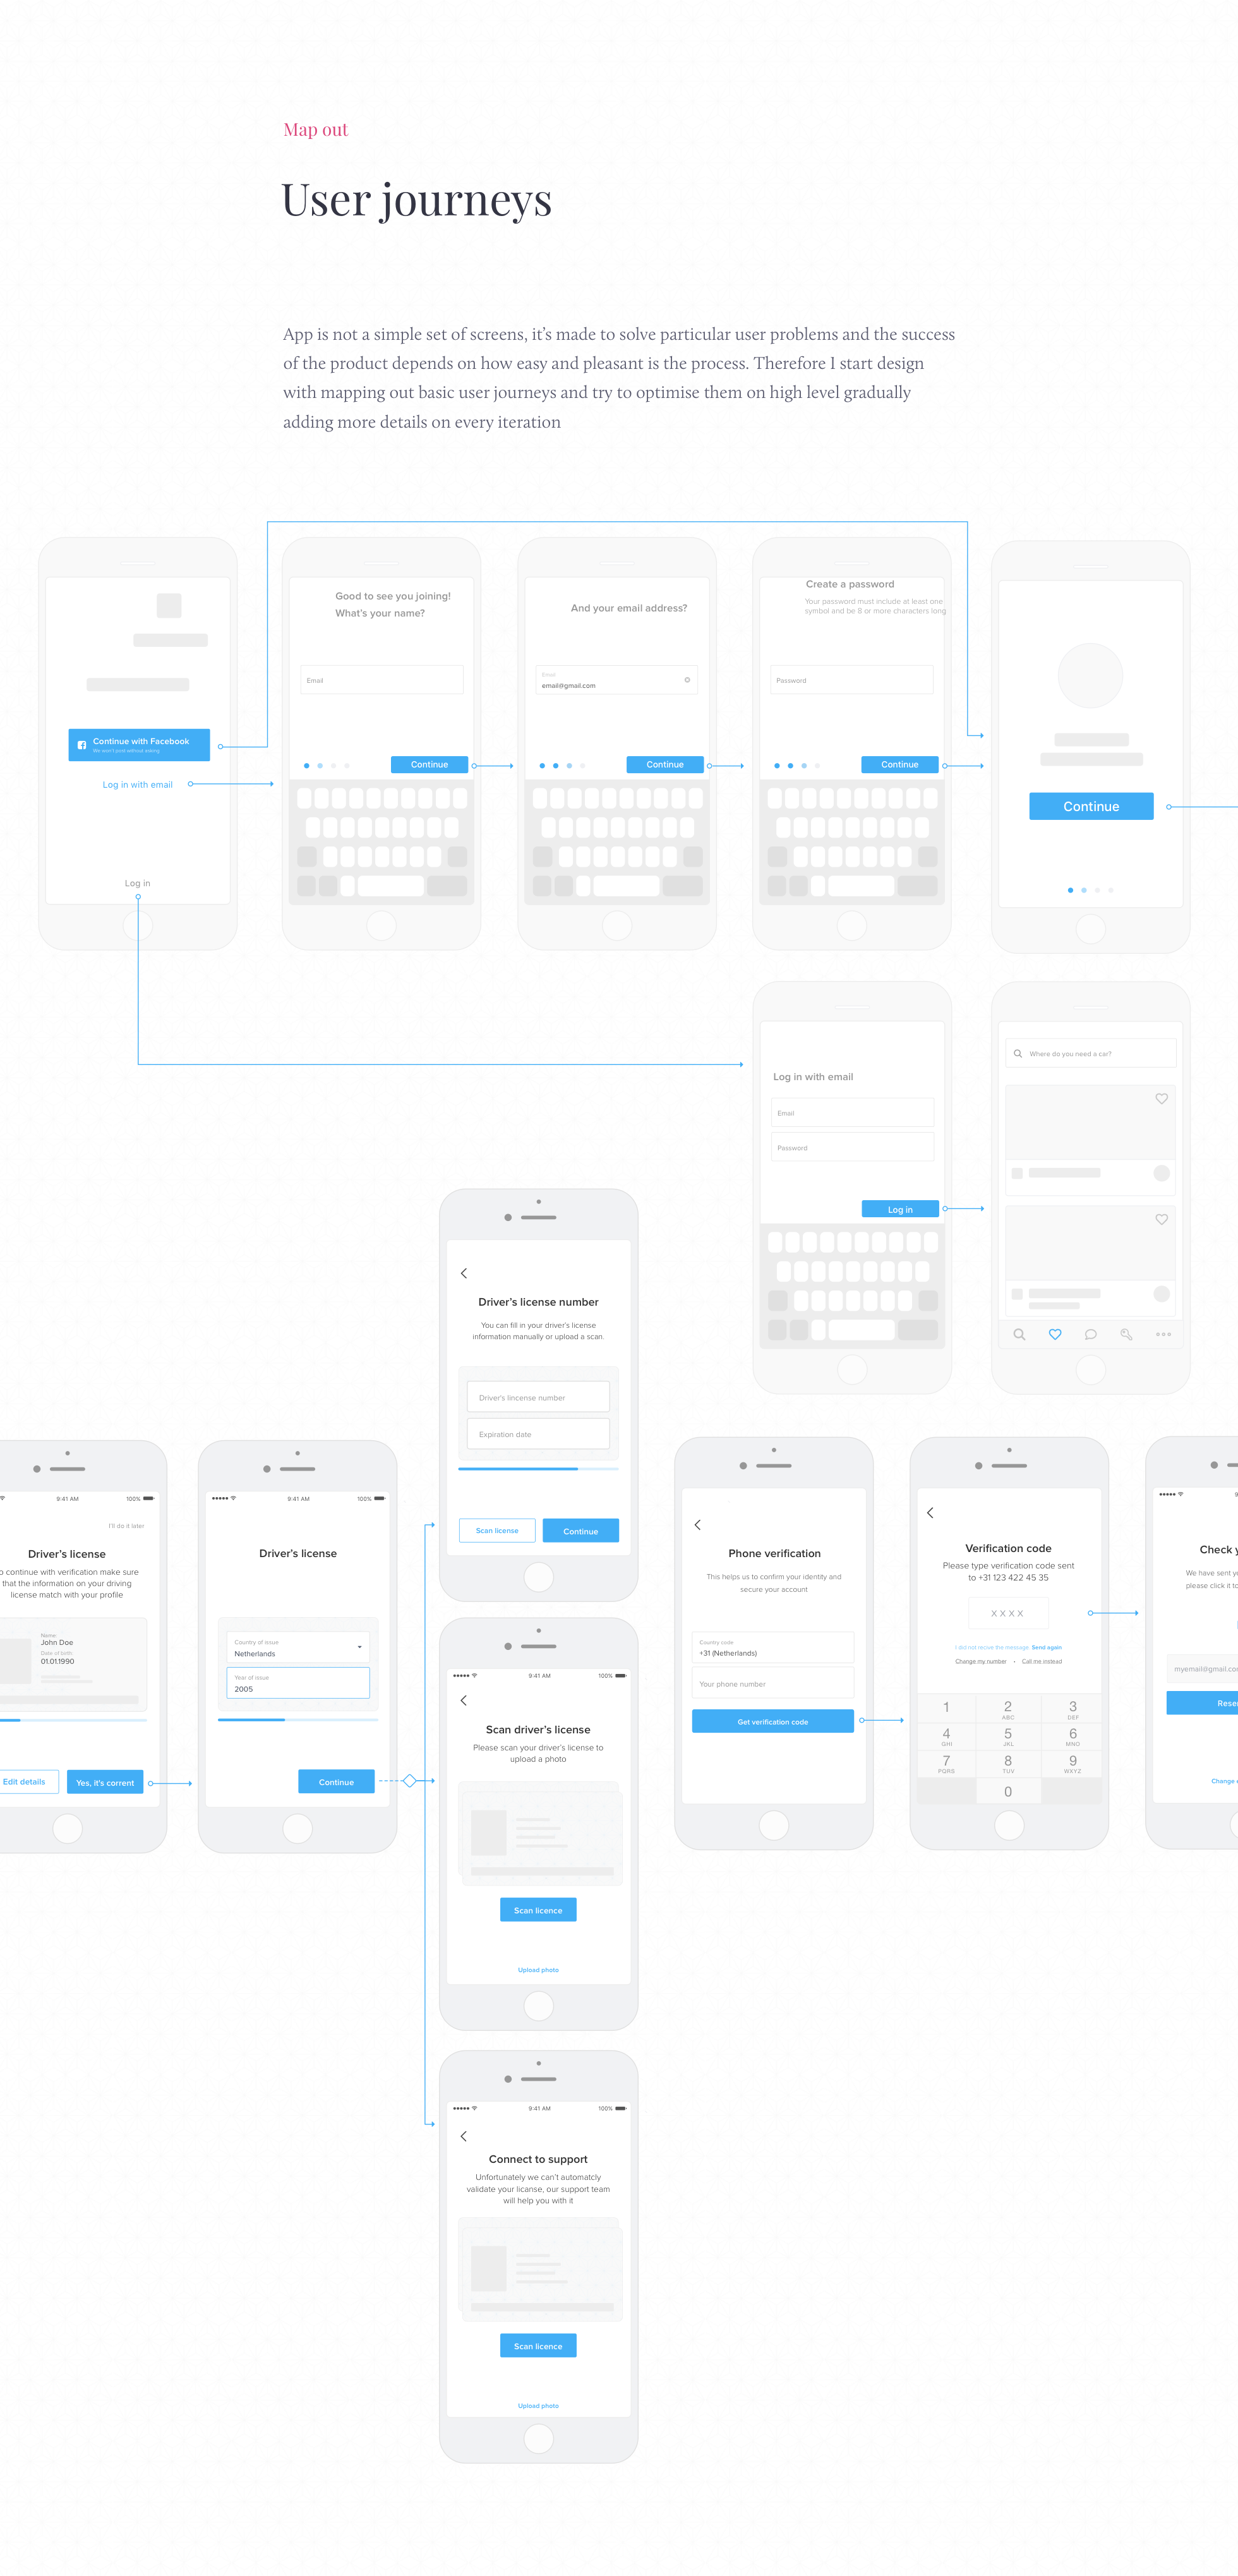 Map out
User journeys
App is not a simple set of screens, it's made to solve particular user problems and the success
of the product depends on how easy and pleasant is the process. Therefore I start design
with mapping out basic user journeys and try to optimise them on high level gradually
adding more details on every iteration
Continue with Facebook
We won't post without asking
Log in with email
Log in
Good to see you joining!
What's your name?
Email
Continue
And your email address?
Email
email@gmail.com
Continue
Create a password
Your password must include at least one
symbol and be 8 or more characters long
Password
Continue
Continue
Log in with email
Email
Password
Log in
Where do you need a car?
Driver's license number
You can fill in your driver's license
information manually or upload a scan.
Driver's lincense number
Expiration date
Scan license
Continue
9:41 AM
100%
I'll do it later
Driver's license
o continue with verification make sure
that the information on your driving
license match with your profile
Name:
John Doe
Date of birth:
01.01.1990
Edit details
Yes, it's corrent
9:41 AM
100%
Driver's license
Country of issue
Netherlands
Year of issue
2005
Continue
9:41 AM
100%
Scan driver's license
Please scan your driver's license to
upload a photo
Scan licence
Upload photo
9:41 AM
100%
Connect to support
Unfortunately we can't automatcly
validate your license, our support team
will help you with it
Scan licence
Upload photo
Phone verification
This helps us to confirm your identity and
secure your account
Country code
+31 (Netherlands)
Your phone number
Get verification code
Verification code
Please type verification code sent
to +31 123 422 45 35
X X X X
I did not recive the message. Send again
Change my number
Call me instead
1
2
ABC
3
DEF
4
GHI
5
JKL
6
MNO
7
PQRS
8
TUV
9
WXYZ
0
9
Check y
We have sent yo
please click it to
myemail@gmail.co
Rese
Change e